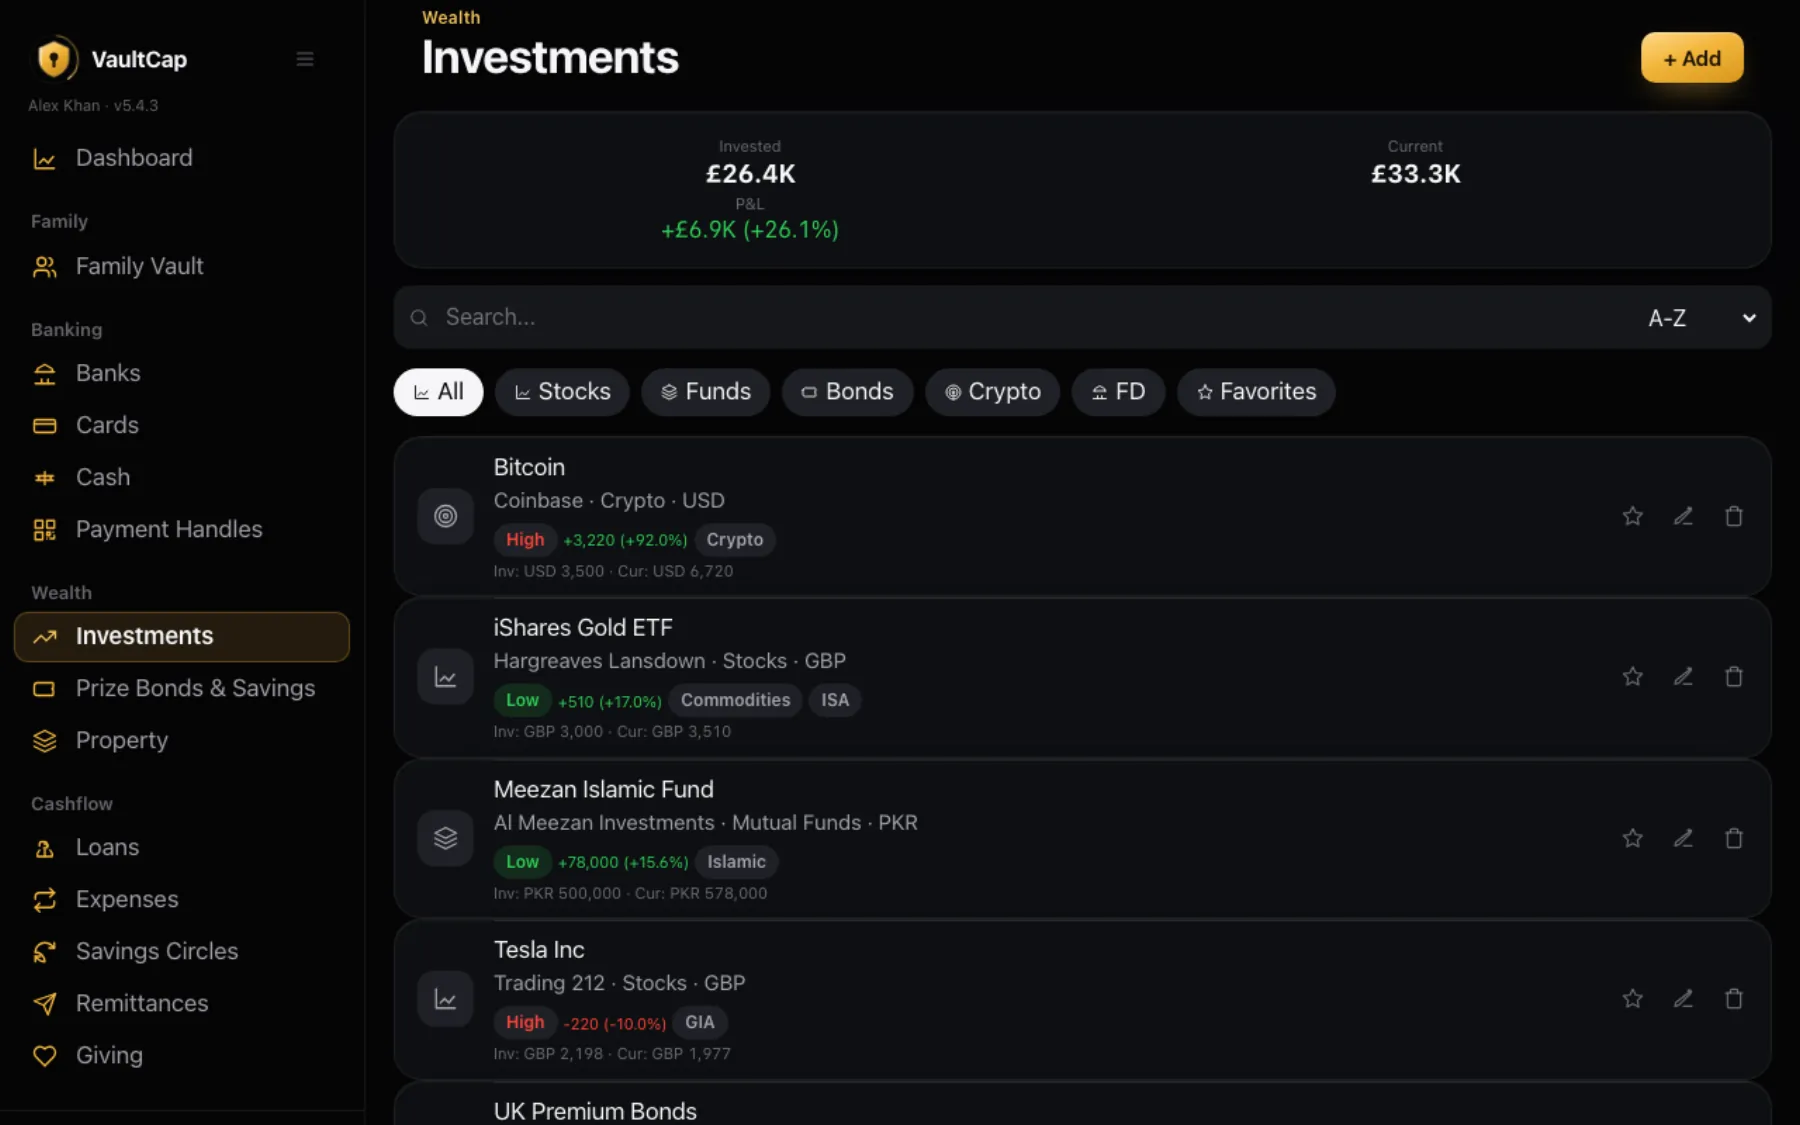 VaultCap
Alex Khan · v5.4.3
Dashboard
Family
Family Vault
Banking
Banks
Cards
Cash
Payment Handles
Wealth
Investments
Prize Bonds & Savings
Property
Cashflow
Loans
Expenses
Savings Circles
Remittances
Giving
Wealth
Investments
+ Add
Invested
£26.4K
P&L
+£6.9K (+26.1%)
Current
£33.3K
Search...
A-Z
All Stocks Funds Bonds Crypto FD Favorites
Bitcoin
Coinbase · Crypto · USD
High +3,220 (+92.0%) Crypto
Inv: USD 3,500 · Cur: USD 6,720
iShares Gold ETF
Hargreaves Lansdown · Stocks · GBP
Low +510 (+17.0%) Commodities ISA
Inv: GBP 3,000 · Cur: GBP 3,510
Meezan Islamic Fund
Al Meezan Investments · Mutual Funds · PKR
Low +78,000 (+15.6%) Islamic
Inv: PKR 500,000 · Cur: PKR 578,000
Tesla Inc
Trading 212 · Stocks · GBP
High -220 (-10.0%) GIA
Inv: GBP 2,198 · Cur: GBP 1,977
UK Premium Bonds